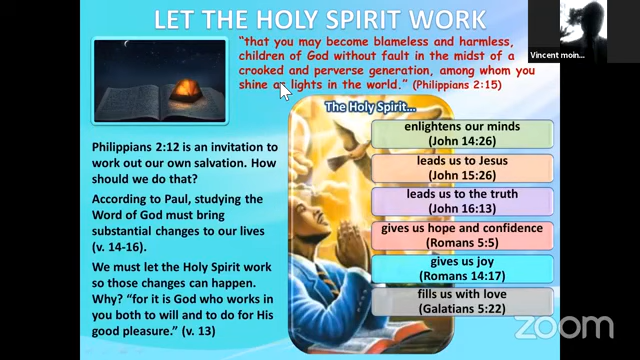 LET THE HOLY SPIRIT WORK
“that you may become blameless and harmless,
children of God without fault in the midst of a
crooked and perverse generation, among whom you
shine as lights in the world.” (Philippians 2:15)
Vincent moin...
Philippians 2:12 is an invitation to
work out our own salvation. How
should we do that?
According to Paul, studying the
Word of God must bring
substantial changes to our lives
(v. 14-16).
We must let the Holy Spirit work
so those changes can happen.
Why? “for it is God who works in
you both to will and to do for His
good pleasure.” (v. 13)
The Holy Spirit...
enlightens our minds
(John 14:26)
leads us to Jesus
(John 15:26)
leads us to the truth
(John 16:13)
gives us hope and confidence
(Romans 5:5)
gives us joy
(Romans 14:17)
fills us with love
(Galatians 5:22)
zoom